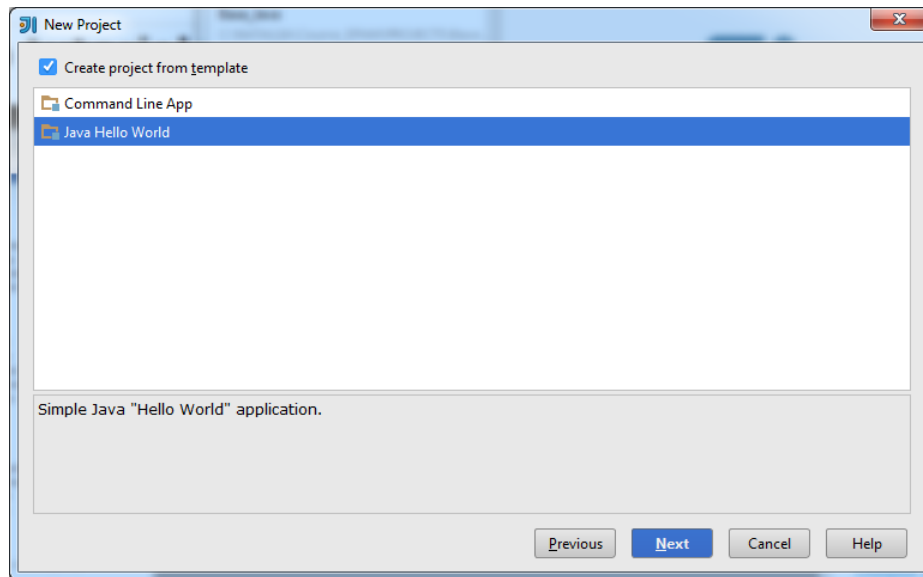 New Project
Create project from template
Command Line App
Java Hello World
Simple Java "Hello World" application.
Previous Next Cancel Help